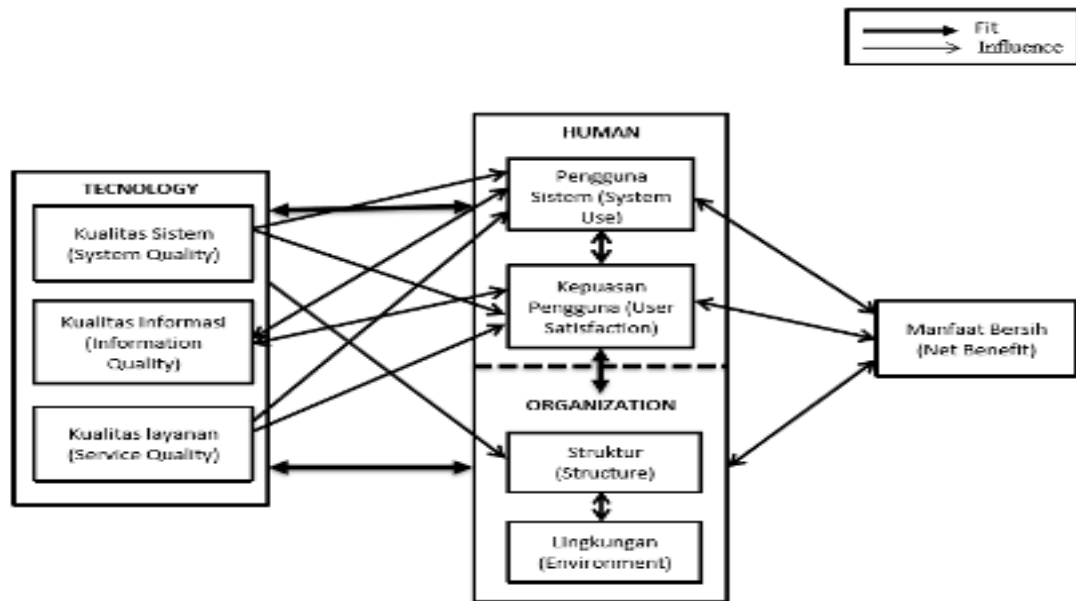 Fit
Influence
HUMAN
TECNOLOGY
Pengguna
Sistem (System
Use)
Kualitas Sistem
(System Quality)
Kepuasan
Pengguna (User
Satisfaction)
Kualitas Informasi
(Information
Quality)
Manfaat Bersih
(Net Benefit)
ORGANIZATION
Kualitas layanan
(Service Quality)
Struktur
(Structure)
Lingkungan
(Environment)